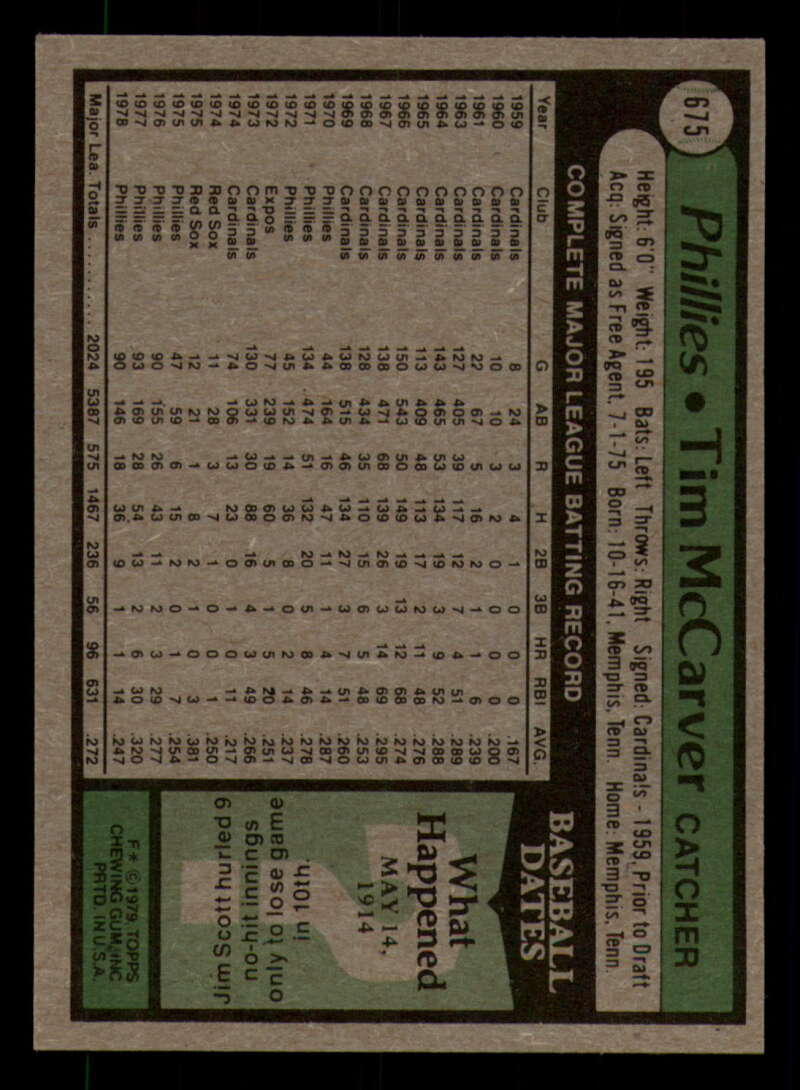 675
Phillies • Tim McCarver CATCHER
Height: 6'0" Weight: 195 Bats: Left Throws: Right Signed: Cardinals - 1959, Prior to Draft
Acq: Signed as Free Agent, 7-1-75 Born: 10-16-41, Memphis, Tenn. Home: Memphis, Tenn.
COMPLETE MAJOR LEAGUE BATTING RECORD
Year Club G AB R H 2B 3B HR RBI AVG.
1959 Cardinals 8 24 3 4 1 0 0 0 .167
1960 Cardinals 10 10 3 2 0 0 0 0 .200
1961 Cardinals 22 67 5 16 2 1 1 6 .239
1963 Cardinals 127 405 39 117 12 7 4 51 .289
1964 Cardinals 143 465 53 134 19 3 9 52 .288
1965 Cardinals 113 409 48 113 17 2 11 48 .276
1966 Cardinals 150 543 50 149 19 13 12 68 .274
1967 Cardinals 138 471 68 139 26 3 14 69 .295
1968 Cardinals 128 434 35 110 15 6 5 48 .253
1969 Cardinals 138 515 46 134 27 3 7 51 .260
1970 Phillies 44 164 16 47 11 1 4 14 .287
1971 Phillies 134 474 51 132 20 5 8 46 .278
1972 Phillies 45 152 14 36 8 0 2 14 .237
1972 Expos 77 239 19 60 5 1 5 20 .251
1973 Cardinals 130 331 30 88 16 4 3 49 .266
1974 Cardinals 74 106 13 23 0 1 0 11 .217
1974 Red Sox 11 28 3 7 1 0 0 1 .250
1975 Red Sox 12 21 1 8 2 1 0 3 .381
1975 Phillies 47 59 6 15 2 0 1 7 .254
1976 Phillies 90 155 26 43 11 2 3 29 .277
1977 Phillies 93 169 28 54 13 2 6 30 .320
1978 Phillies 90 146 18 36 9 1 1 14 .247
Major Lea. Totals .......... 2024 5387 575 1467 236 56 96 631 .272
BASEBALL
DATES
What
Happened
MAY 14,
1914
Jim Scott hurled 9
no-hit innings
only to lose game
in 10th.
F* © 1979 TOPPS
CHEWING GUM, INC
PRTD. IN U.S.A.